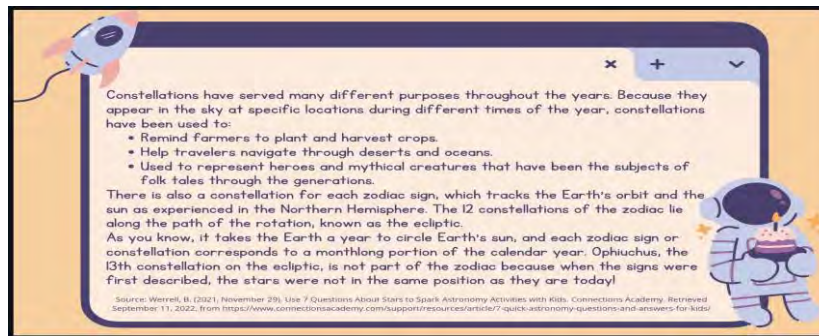 Constellations have served many different purposes throughout the years. Because they
appear in the sky at specific locations during different times of the year, constellations
have been used to:
• Remind farmers to plant and harvest crops.
• Help travelers navigate through deserts and oceans.
• Used to represent heroes and mythical creatures that have been the subjects of
folk tales through the generations.
There is also a constellation for each zodiac sign, which tracks the Earth's orbit and the
sun as experienced in the Northern Hemisphere. The 12 constellations of the zodiac lie
along the path of the rotation, known as the ecliptic.
As you know, it takes the Earth a year to circle Earth's sun, and each zodiac sign or
constellation corresponds to a monthlong portion of the calendar year. Ophiuchus, the
13th constellation on the ecliptic, is not part of the zodiac because when the signs were
first described, the stars were not in the same position as they are today!
Source: Werrell, B. (2021, November 29). Use 7 Questions About Stars to Spark Astronomy Activities with Kids. Connections Academy. Retrieved
September 11, 2022, from https://www.connectionsacademy.com/support/resources/article/7-quick-astronomy-questions-and-answers-for-kids/